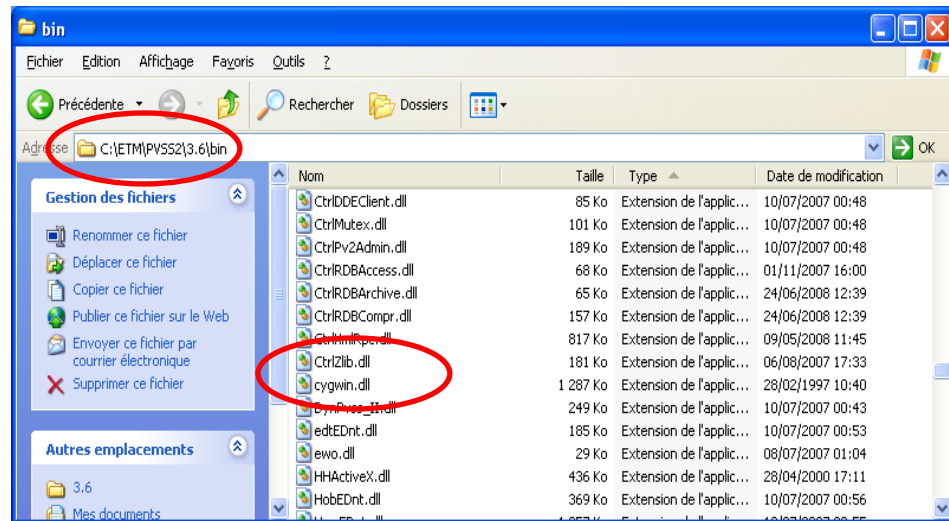 bin
Fichier Edition Affichage Favoris Outils ?
Précédente Rechercher Dossiers
Adresse C:\ETM\PVSS2\3.6\bin OK
Gestion des fichiers
Renommer ce fichier
Déplacer ce fichier
Copier ce fichier
Publier ce fichier sur le Web
Envoyer ce fichier par
courrier électronique
Supprimer ce fichier
Autres emplacements
3.6
Mes documents
Nom Taille Type Date de modification
CtrlDDEClient.dll 85 Ko Extension de l'applic... 10/07/2007 00:48
CtrlMutex.dll 101 Ko Extension de l'applic... 10/07/2007 00:48
CtrlPv2Admin.dll 189 Ko Extension de l'applic... 10/07/2007 00:48
CtrlRDBAccess.dll 68 Ko Extension de l'applic... 01/11/2007 16:00
CtrlRDBArchive.dll 65 Ko Extension de l'applic... 24/06/2008 12:39
CtrlRDBCompr.dll 157 Ko Extension de l'applic... 24/06/2008 12:39
CtrlXmlRpc.dll 817 Ko Extension de l'applic... 09/05/2008 11:45
CtrlZlib.dll 181 Ko Extension de l'applic... 06/08/2007 17:33
cygwin.dll 1 287 Ko Extension de l'applic... 28/02/1997 10:40
DynPvss_II.dll 249 Ko Extension de l'applic... 10/07/2007 00:43
edtEDnt.dll 185 Ko Extension de l'applic... 10/07/2007 00:53
ewo.dll 29 Ko Extension de l'applic... 08/07/2007 01:04
HHActiveX.dll 436 Ko Extension de l'applic... 28/04/2000 17:11
HobEDnt.dll 369 Ko Extension de l'applic... 10/07/2007 00:56